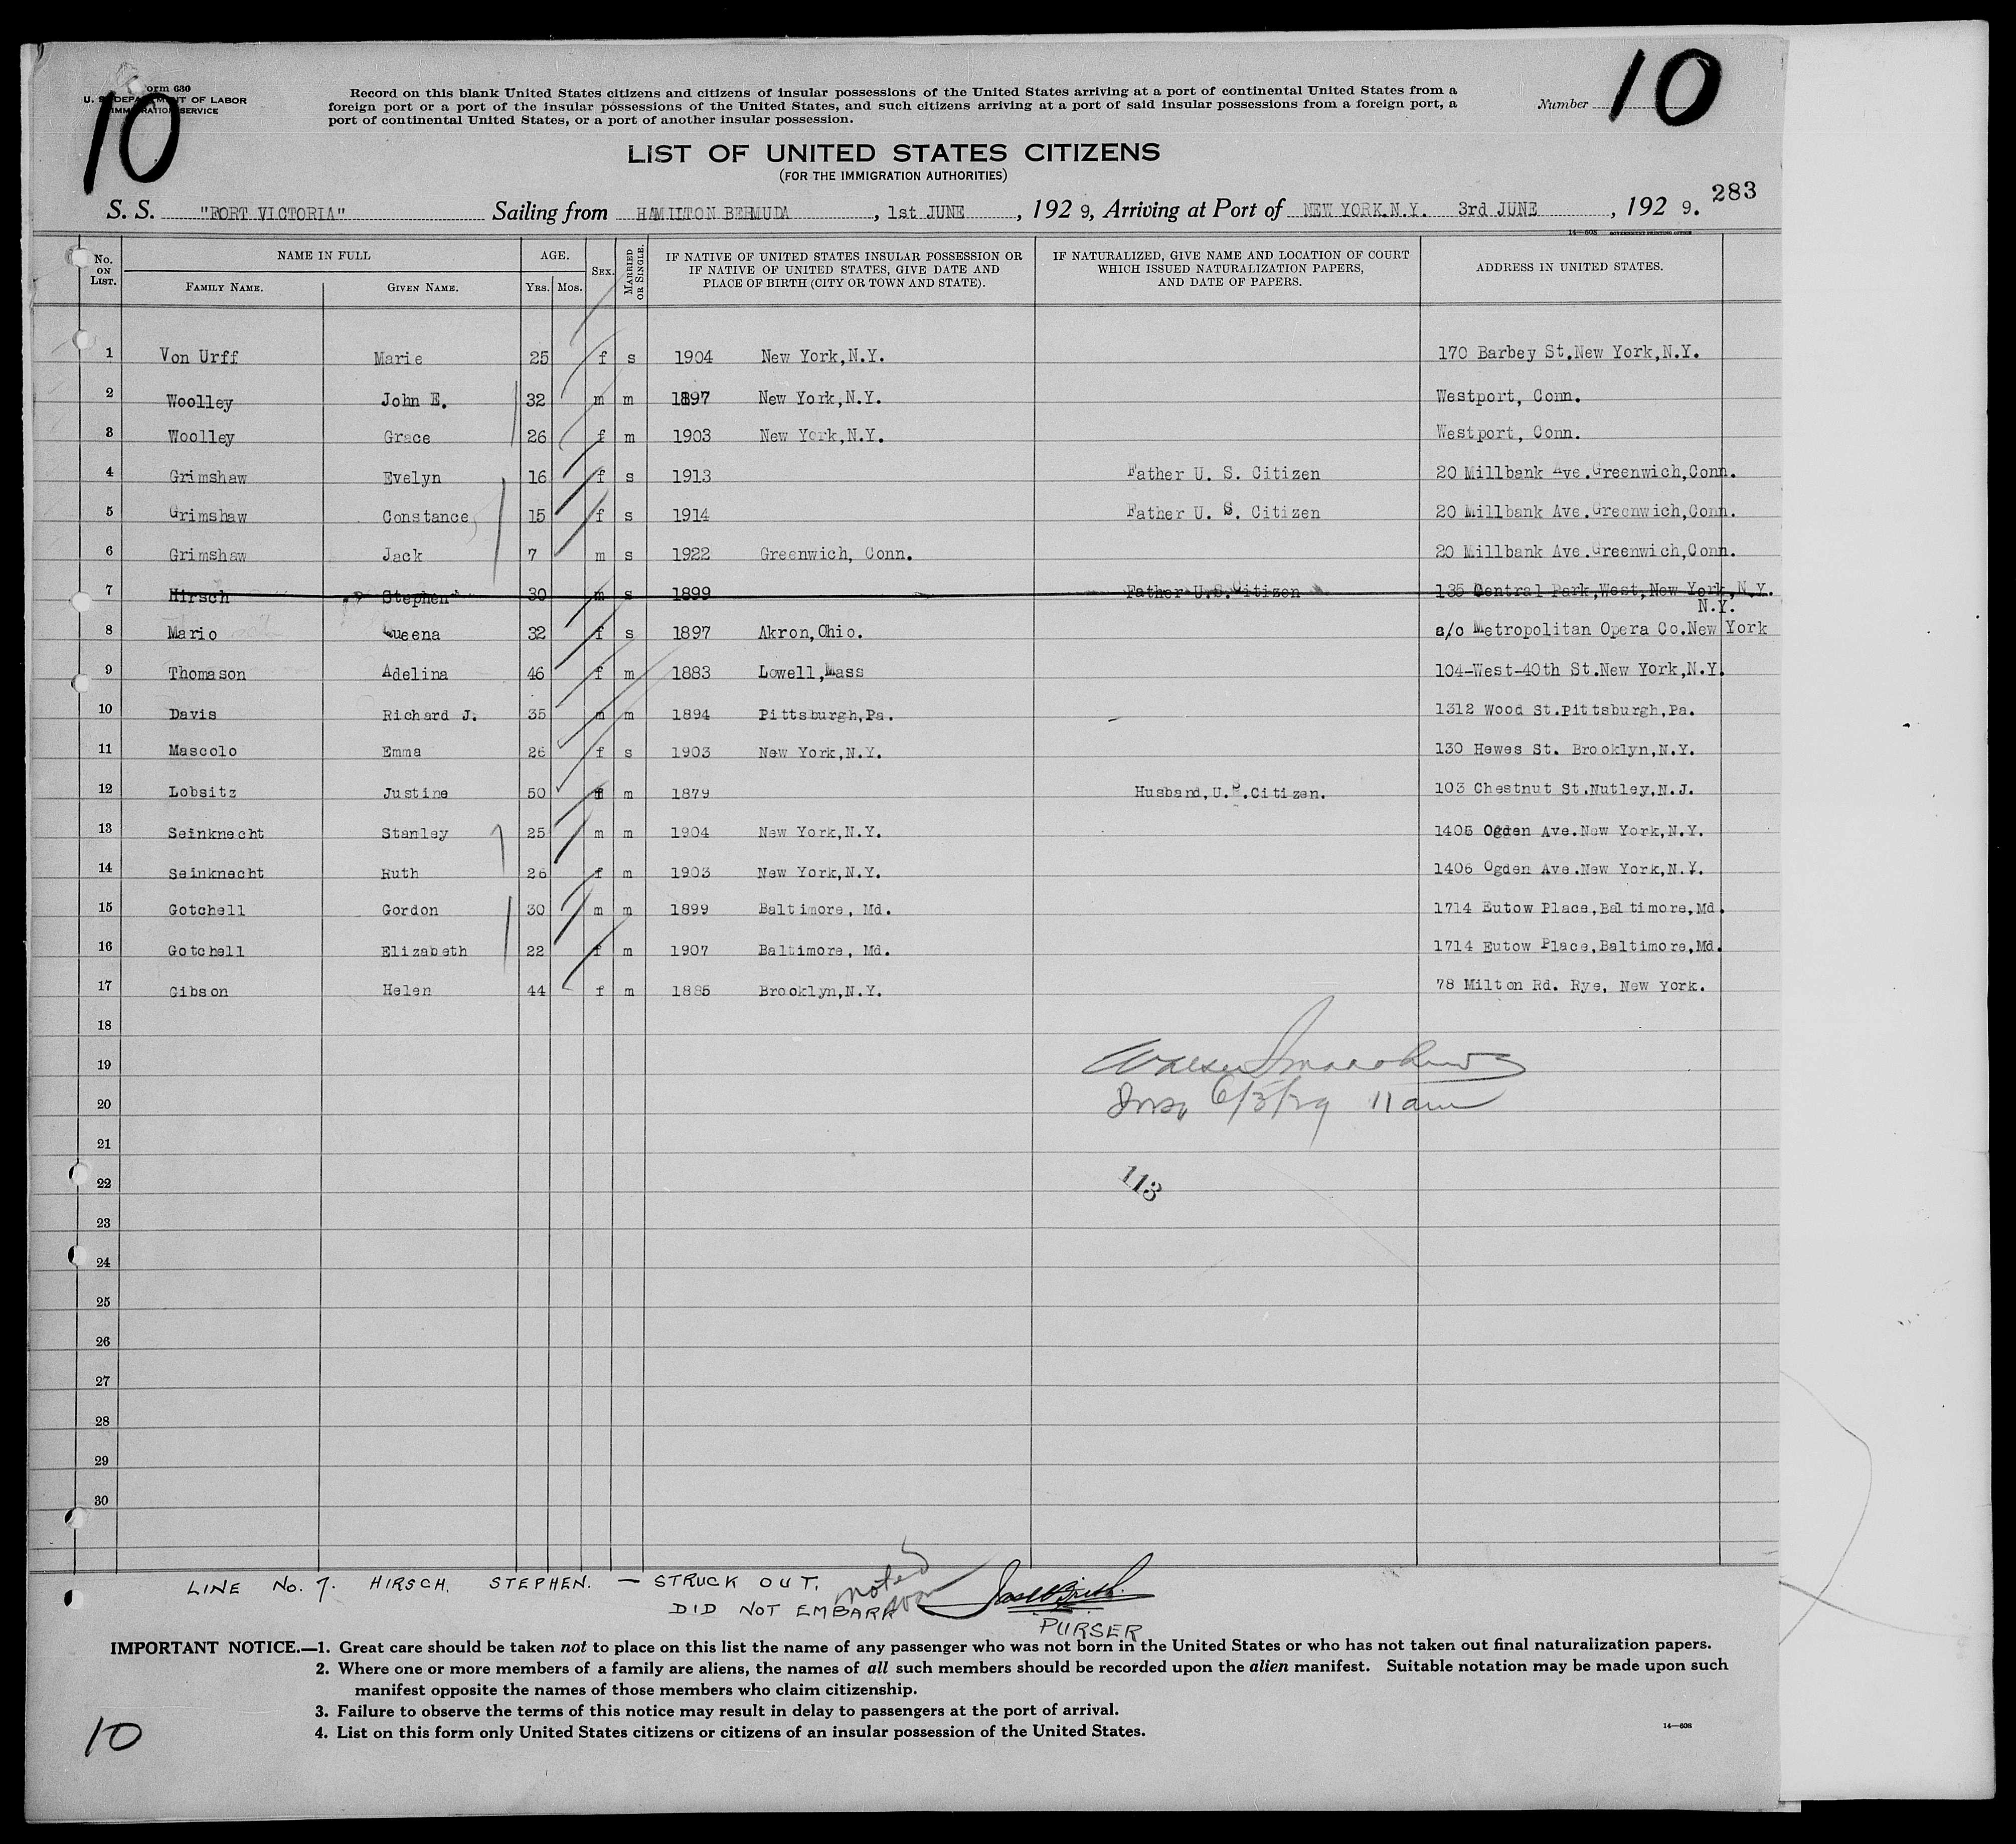 10
Form 630
U. S. DEPARTMENT OF LABOR
IMMIGRATION SERVICE
Record on this blank United States citizens and citizens of insular possessions of the United States arriving at a port of continental United States from a
foreign port or a port of the insular possessions of the United States, and such citizens arriving at a port of said insular possessions from a foreign port, a
port of continental United States, or a port of another insular possession.
Number 10
LIST OF UNITED STATES CITIZENS
(FOR THE IMMIGRATION AUTHORITIES)
283
S. S. "FORT VICTORIA" Sailing from HAMILTON BERMUDA, 1st JUNE, 192 9, Arriving at Port of NEW YORK.N.Y. 3rd JUNE, 192 9.
14—608 GOVERNMENT PRINTING OFFICE
No. ON LIST. NAME IN FULL FAMILY NAME. GIVEN NAME. AGE. Yrs. Mos. SEX. MARRIED OR SINGLE. IF NATIVE OF UNITED STATES INSULAR POSSESSION OR IF NATIVE OF UNITED STATES, GIVE DATE AND PLACE OF BIRTH (CITY OR TOWN AND STATE). IF NATURALIZED, GIVE NAME AND LOCATION OF COURT WHICH ISSUED NATURALIZATION PAPERS, AND DATE OF PAPERS. ADDRESS IN UNITED STATES.
1 Von Urff Marie 25 f s 1904 New York,N.Y. 170 Barbey St.New York,N.Y.
2 Woolley John E. 32 m m 1897 New York,N.Y. Westport, Conn.
3 Woolley Grace 26 f m 1903 New York,N.Y. Westport, Conn.
4 Grimshaw Evelyn 16 f s 1913 Father U. S. Citizen 20 Millbank Ave.Greenwich,Conn.
5 Grimshaw Constance 15 f s 1914 Father U. S. Citizen 20 Millbank Ave.Greenwich,Conn.
6 Grimshaw Jack 7 m s 1922 Greenwich, Conn. 20 Millbank Ave.Greenwich,Conn.
7 Hirsch Stephen 30 m s 1899 Father U.S.Citizen 135 Central Park,West,New York,N.Y.
N.Y.
8 Mario Queena 32 f s 1897 Akron,Ohio. c/o Metropolitan Opera Co.New York
9 Thomason Adelina 46 f m 1883 Lowell,Mass 104-West-40th St.New York,N.Y.
10 Davis Richard J. 35 m m 1894 Pittsburgh,Pa. 1312 Wood St.Pittsburgh,Pa.
11 Mascolo Emma 26 f s 1903 New York,N.Y. 130 Hewes St. Brooklyn,N.Y.
12 Lobsitz Justine 50 f m 1879 Husband,U.S.Citizen. 103 Chestnut St.Nutley,N.J.
13 Seinknecht Stanley 25 m m 1904 New York,N.Y. 1406 Ogden Ave.New York,N.Y.
14 Seinknecht Ruth 26 f m 1903 New York,N.Y. 1406 Ogden Ave.New York,N.Y.
15 Gotchell Gordon 30 m m 1899 Baltimore, Md. 1714 Eutow Place,Baltimore,Md.
16 Gotchell Elizabeth 22 f m 1907 Baltimore, Md. 1714 Eutow Place,Baltimore,Md.
17 Gibson Helen 44 f m 1885 Brooklyn,N.Y. 78 Milton Rd. Rye, New York.
18
19
20 6/3/29 11 am
21
22 113
23
24
25
26
27
28
29
30
LINE No. 7. HIRSCH. STEPHEN. — STRUCK OUT.
DID NOT EMBARK noted
PURSER
IMPORTANT NOTICE.—1. Great care should be taken not to place on this list the name of any passenger who was not born in the United States or who has not taken out final naturalization papers.
2. Where one or more members of a family are aliens, the names of all such members should be recorded upon the alien manifest. Suitable notation may be made upon such
manifest opposite the names of those members who claim citizenship.
3. Failure to observe the terms of this notice may result in delay to passengers at the port of arrival.
4. List on this form only United States citizens or citizens of an insular possession of the United States.
14—608
10